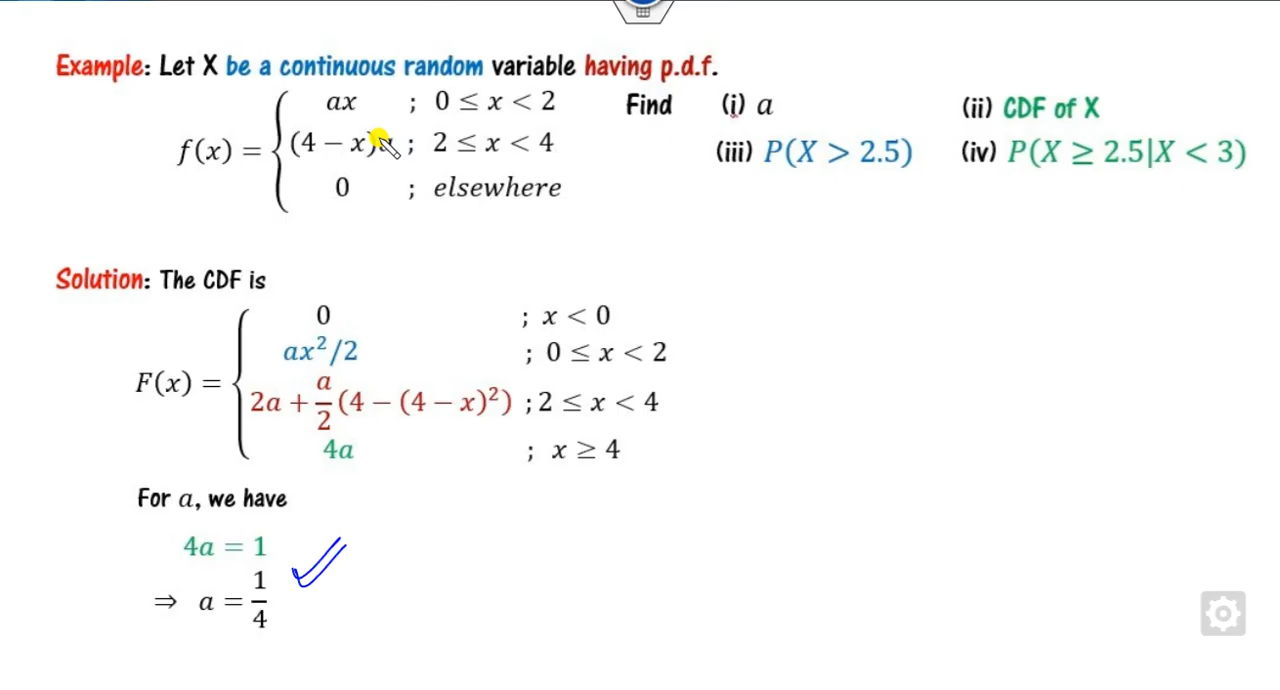 Example: Let X be a continuous random variable having p.d.f.
f(x) = { ax ; 0 ≤ x < 2
(4 − x) ; 2 ≤ x < 4
0 ; elsewhere
Find (i) a (ii) CDF of X
(iii) P(X > 2.5) (iv) P(X ≥ 2.5|X < 3)
Solution: The CDF is
F(x) = { 0 ; x < 0
ax²/2 ; 0 ≤ x < 2
2a + a/2 (4 − (4 − x)²) ; 2 ≤ x < 4
4a ; x ≥ 4
For a, we have
4a = 1
⇒ a = 1/4